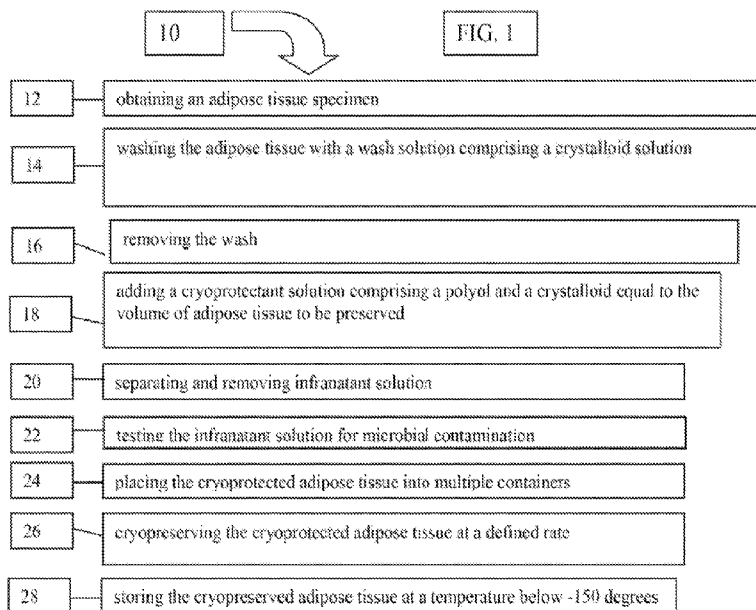 10
FIG. 1
12
obtaining an adipose tissue specimen
14
washing the adipose tissue with a wash solution comprising a crystalloid solution
16
removing the wash
18
adding a cryoprotectant solution comprising a polyol and a crystalloid equal to the
volume of adipose tissue to be preserved
20
separating and removing infranatant solution
22
testing the infranatant solution for microbial contamination
24
placing the cryoprotected adipose tissue into multiple containers
26
cryopreserving the cryoprotected adipose tissue at a defined rate
28
storing the cryopreserved adipose tissue at a temperature below -150 degrees